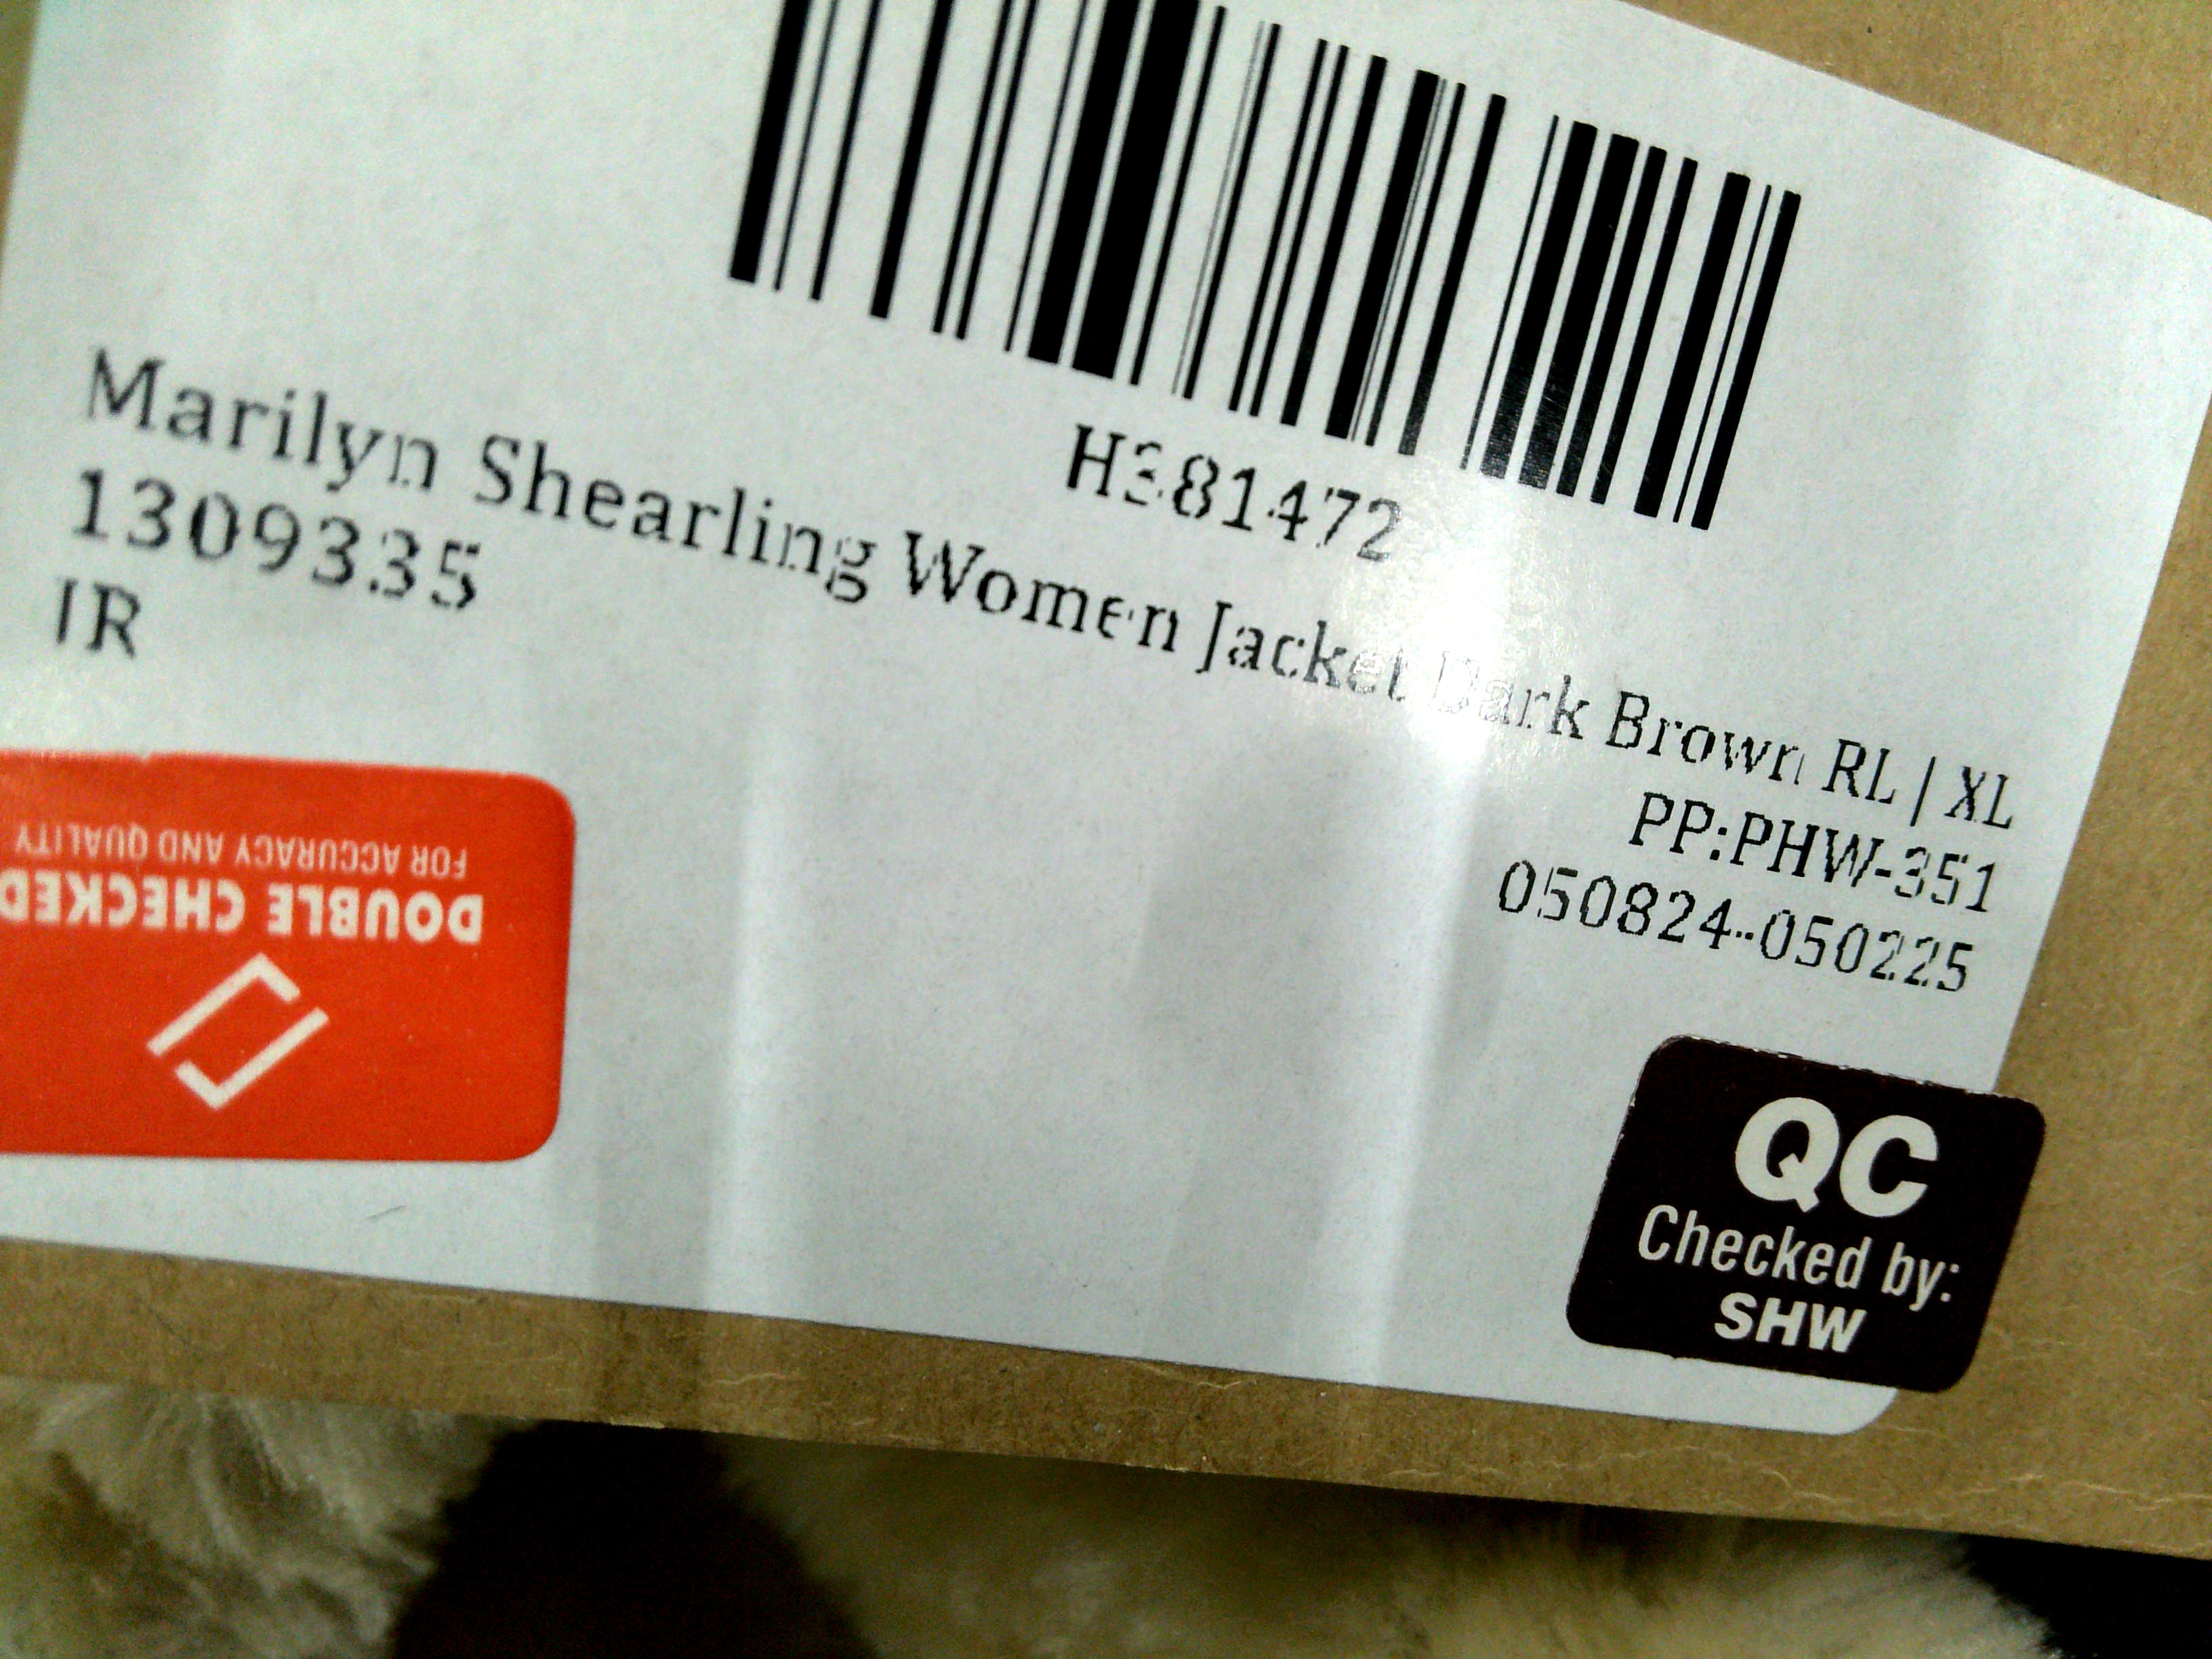 H381472
Marilyn Shearling Women Jacket Dark Brown RL | XL
1309335
PP:PHW-351
IR
050824-050225
DOUBLE CHECKED
FOR ACCURACY AND QUALITY
QC
Checked by:
SHW